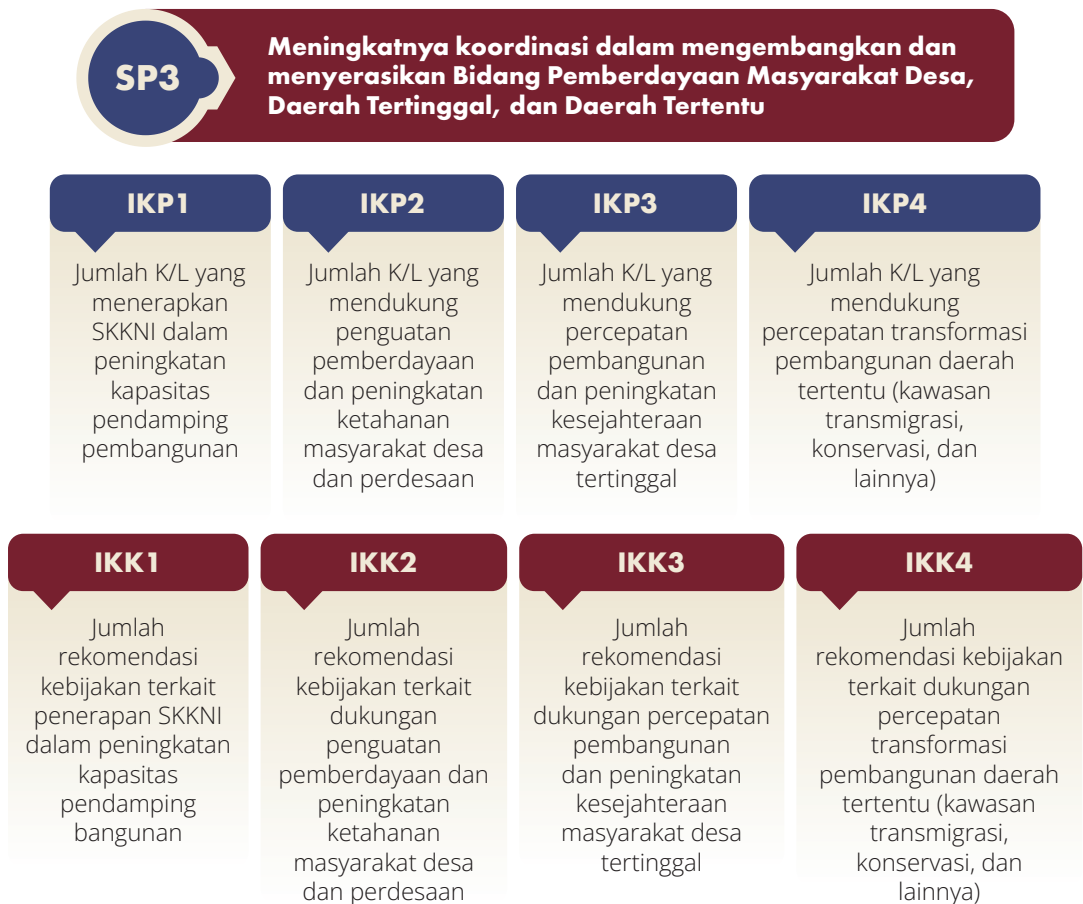 SP3
Meningkatnya koordinasi dalam mengembangkan dan
menyerasikan Bidang Pemberdayaan Masyarakat Desa,
Daerah Tertinggal, dan Daerah Tertentu
IKP1
Jumlah K/L yang
menerapkan
SKKNI dalam
peningkatan
kapasitas
pendamping
pembangunan
IKP2
Jumlah K/L yang
mendukung
penguatan
pemberdayaan
dan peningkatan
ketahanan
masyarakat desa
dan perdesaan
IKP3
Jumlah K/L yang
mendukung
percepatan
pembangunan
dan peningkatan
kesejahteraan
masyarakat desa
tertinggal
IKP4
Jumlah K/L yang
mendukung
percepatan transformasi
pembangunan daerah
tertentu (kawasan
transmigrasi,
konservasi, dan
lainnya)
IKK1
Jumlah
rekomendasi
kebijakan terkait
penerapan SKKNI
dalam peningkatan
kapasitas
pendamping
bangunan
IKK2
Jumlah
rekomendasi
kebijakan terkait
dukungan
penguatan
pemberdayaan dan
peningkatan
ketahanan
masyarakat desa
dan perdesaan
IKK3
Jumlah
rekomendasi
kebijakan terkait
dukungan percepatan
pembangunan
dan peningkatan
kesejahteraan
masyarakat desa
tertinggal
IKK4
Jumlah
rekomendasi kebijakan
terkait dukungan
percepatan
transformasi
pembangunan daerah
tertentu (kawasan
transmigrasi,
konservasi, dan
lainnya)